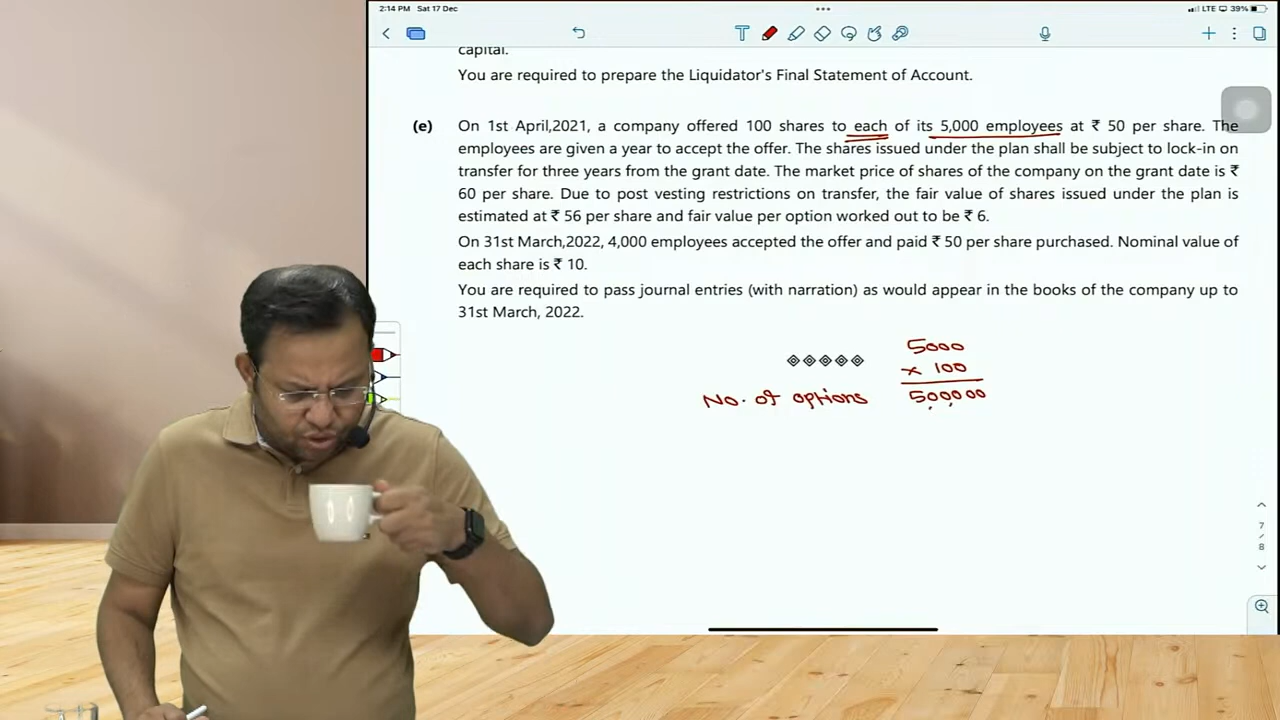 2:14 PM Sat 17 Dec
LTE 39%
T
capital.
You are required to prepare the Liquidator's Final Statement of Account.
(e) On 1st April,2021, a company offered 100 shares to each of its 5,000 employees at ₹ 50 per share. The
employees are given a year to accept the offer. The shares issued under the plan shall be subject to lock-in on
transfer for three years from the grant date. The market price of shares of the company on the grant date is ₹
60 per share. Due to post vesting restrictions on transfer, the fair value of shares issued under the plan is
estimated at ₹ 56 per share and fair value per option worked out to be ₹ 6.
On 31st March,2022, 4,000 employees accepted the offer and paid ₹ 50 per share purchased. Nominal value of
each share is ₹ 10.
You are required to pass journal entries (with narration) as would appear in the books of the company up to
31st March, 2022.
5000
× 100
No. of options 500000
7
/
8